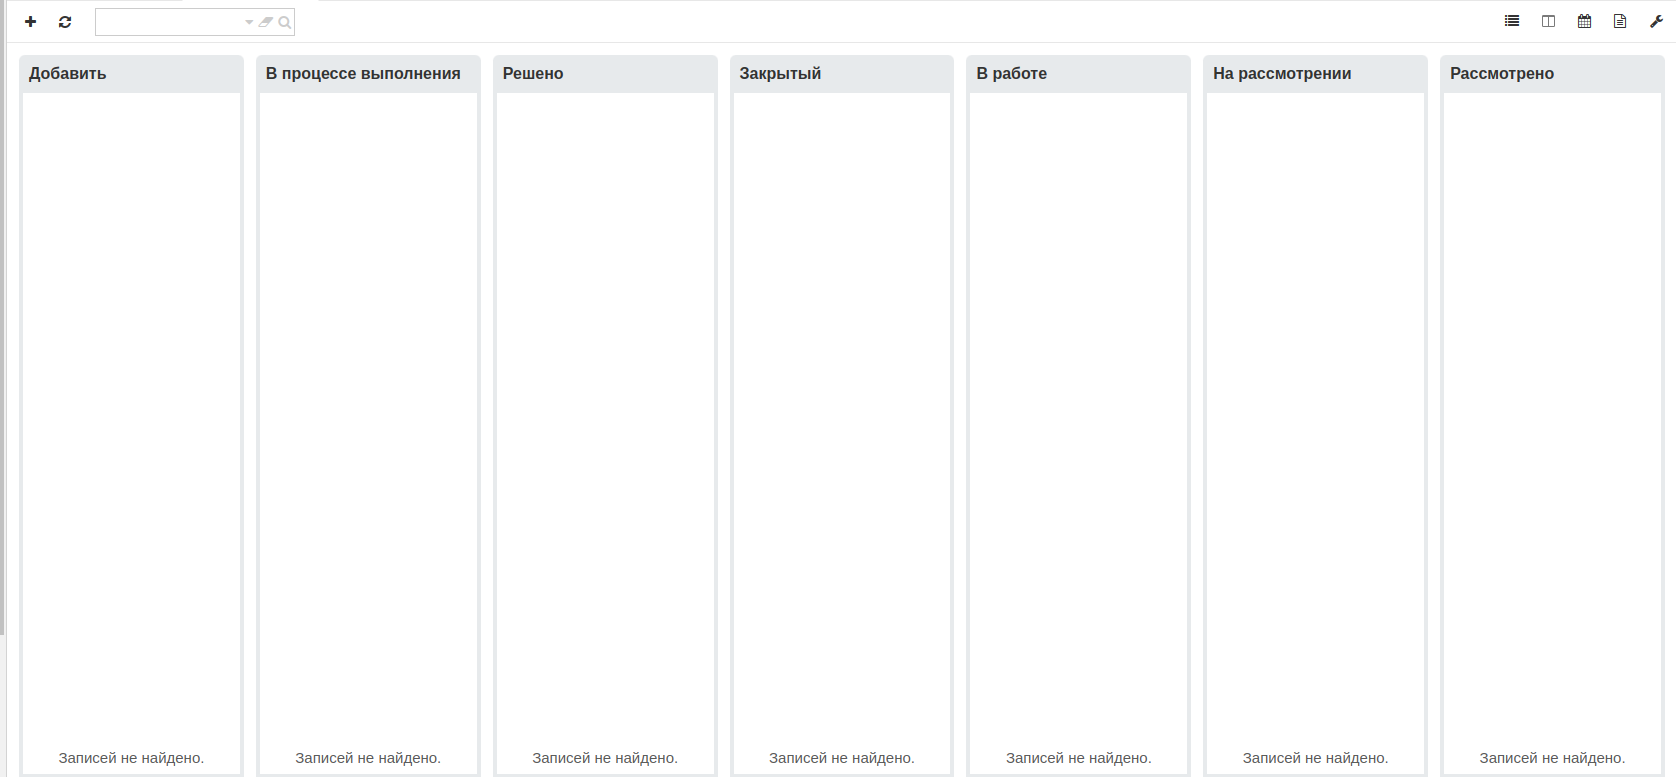 Добавить
В процессе выполнения
Решено
Закрытый
В работе
На рассмотрении
Рассмотрено
Записей не найдено.
Записей не найдено.
Записей не найдено.
Записей не найдено.
Записей не найдено.
Записей не найдено.
Записей не найдено.